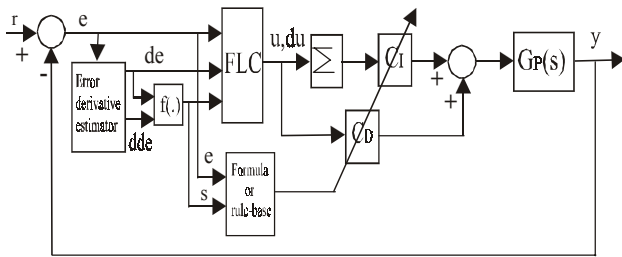 r
e
+
-
de
Error
derivative
estimator
f(.)
dde
FLC
u,du
∑
CI
CD
e
s
Formula
or
rule-base
+
+
GP(s)
y